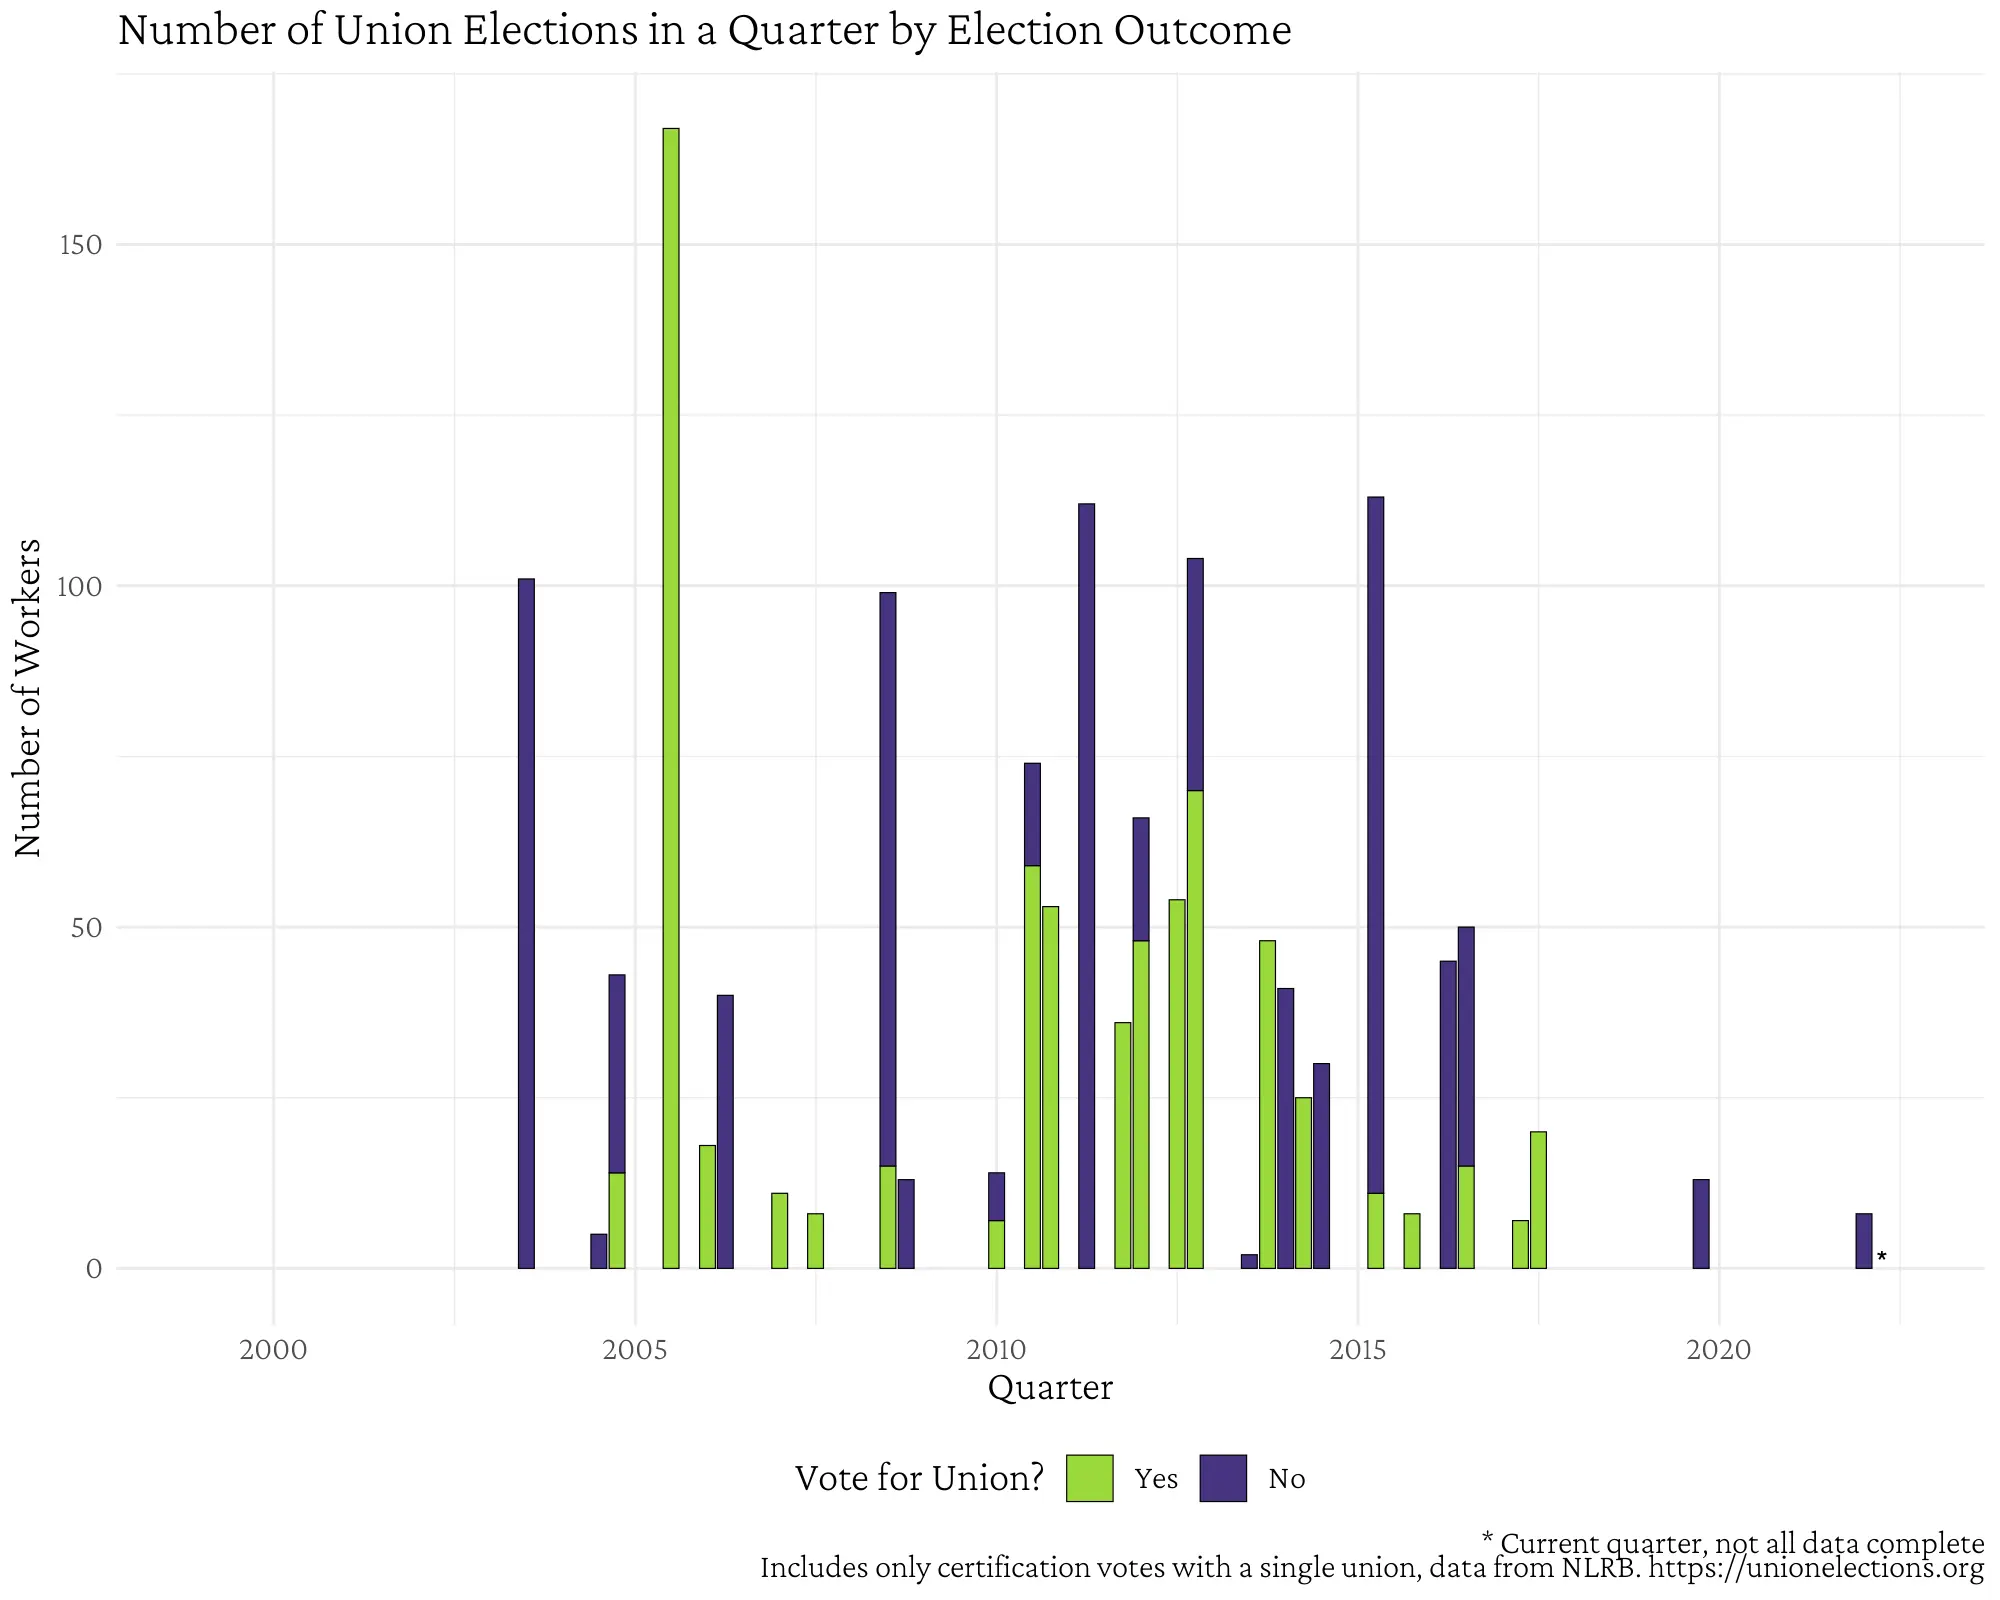 Number of Union Elections in a Quarter by Election Outcome
Number of Workers
150
100
50
0
*
2000 2005 2010 2015 2020
Quarter
Vote for Union? Yes No
* Current quarter, not all data complete
Includes only certification votes with a single union, data from NLRB. https://unionelections.org